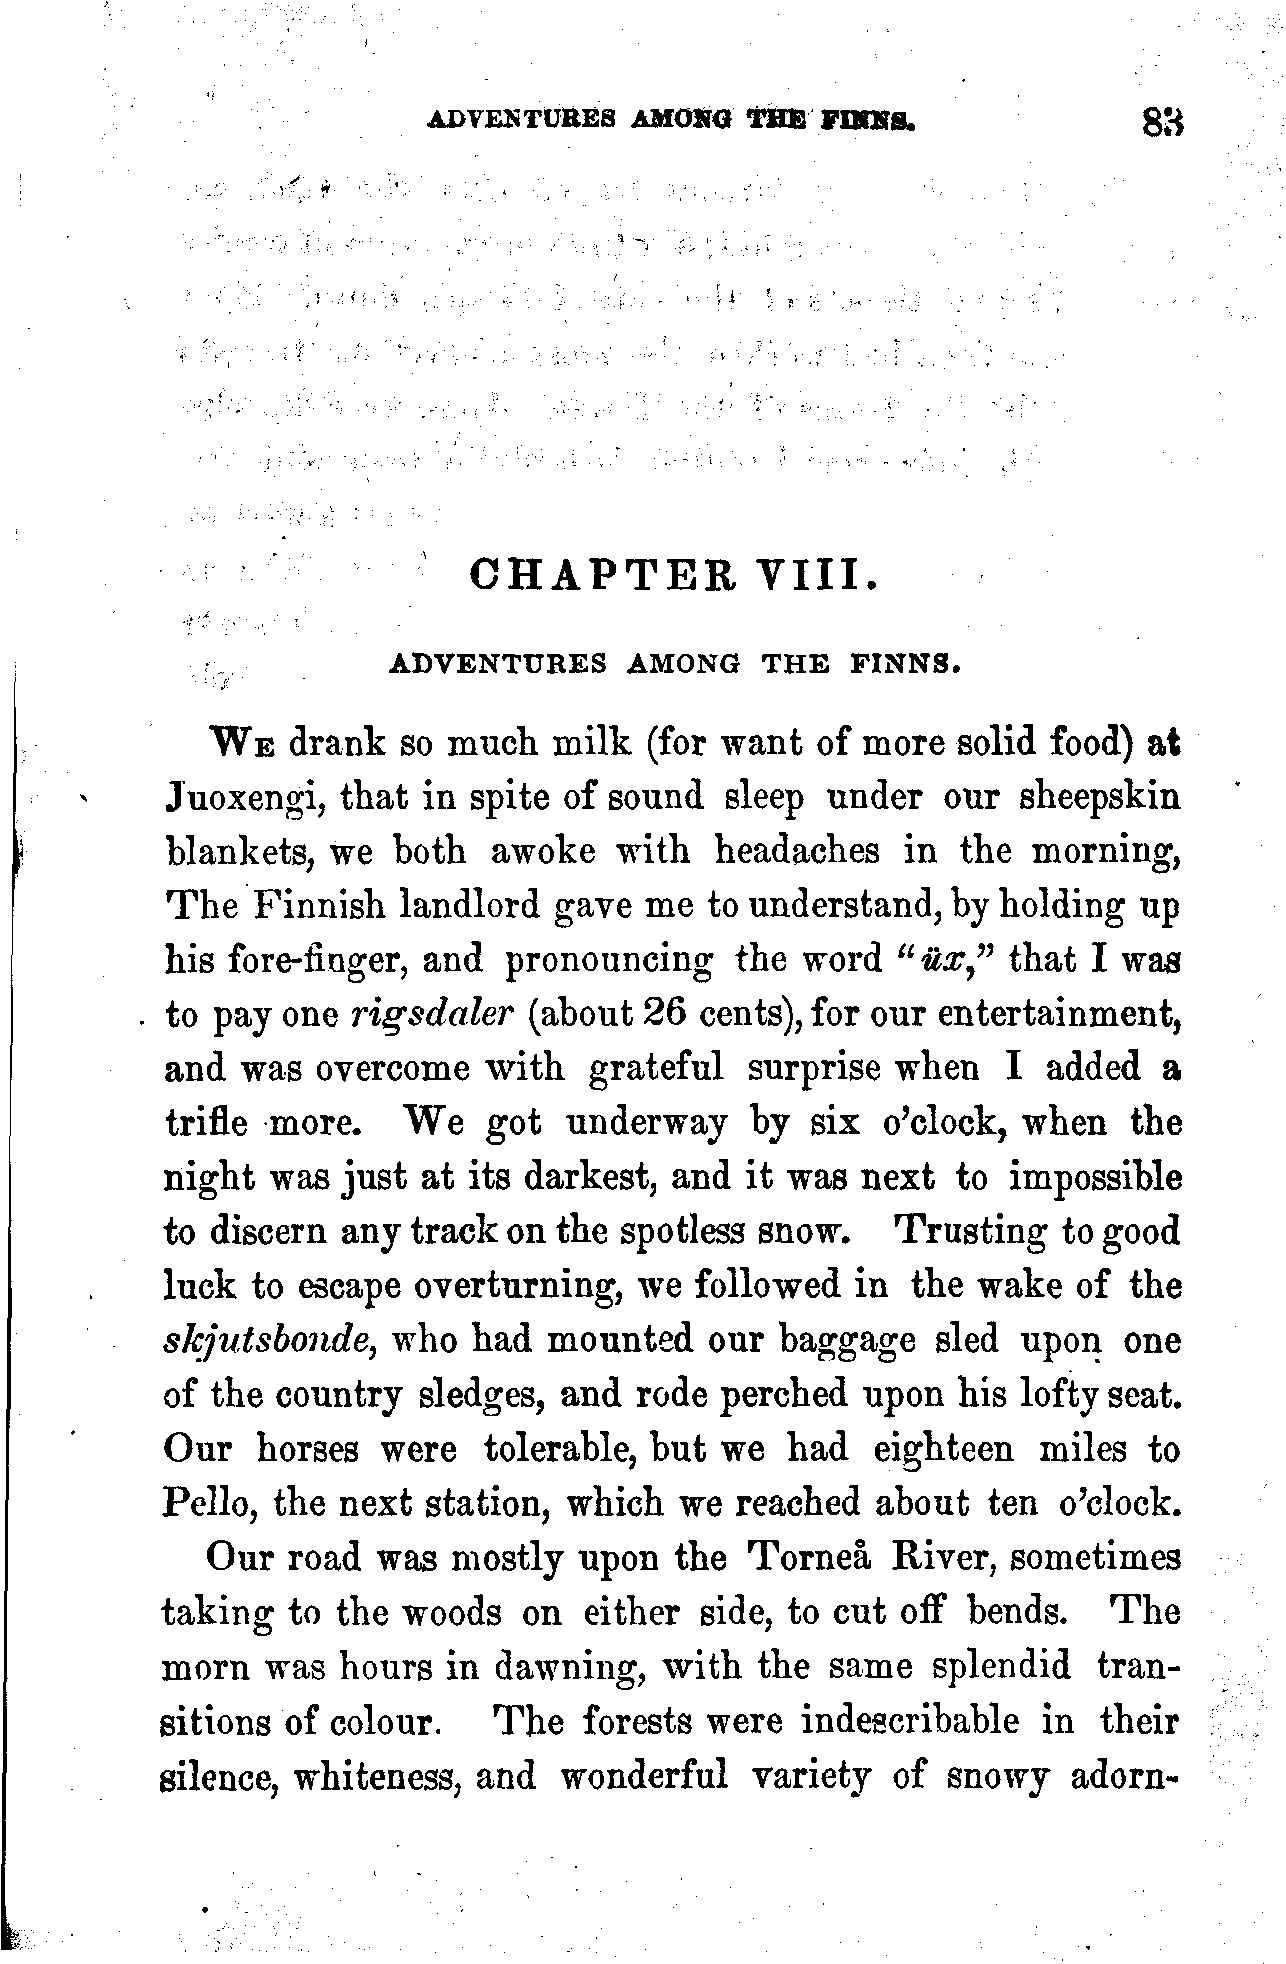 ADVENTURES AMONG THE FINNS. 83
CHAPTER VIII.
ADVENTURES AMONG THE FINNS.
WE drank so much milk (for want of more solid food) at
Juoxengi, that in spite of sound sleep under our sheepskin
blankets, we both awoke with headaches in the morning,
The Finnish landlord gave me to understand, by holding up
his fore-finger, and pronouncing the word "üx," that I was
to pay one rigsdaler (about 26 cents), for our entertainment,
and was overcome with grateful surprise when I added a
trifle more. We got underway by six o'clock, when the
night was just at its darkest, and it was next to impossible
to discern any track on the spotless snow. Trusting to good
luck to escape overturning, we followed in the wake of the
skjutsbonde, who had mounted our baggage sled upon one
of the country sledges, and rode perched upon his lofty seat.
Our horses were tolerable, but we had eighteen miles to
Pello, the next station, which we reached about ten o'clock.
Our road was mostly upon the Torneå River, sometimes
taking to the woods on either side, to cut off bends. The
morn was hours in dawning, with the same splendid tran-
sitions of colour. The forests were indescribable in their
silence, whiteness, and wonderful variety of snowy adorn-